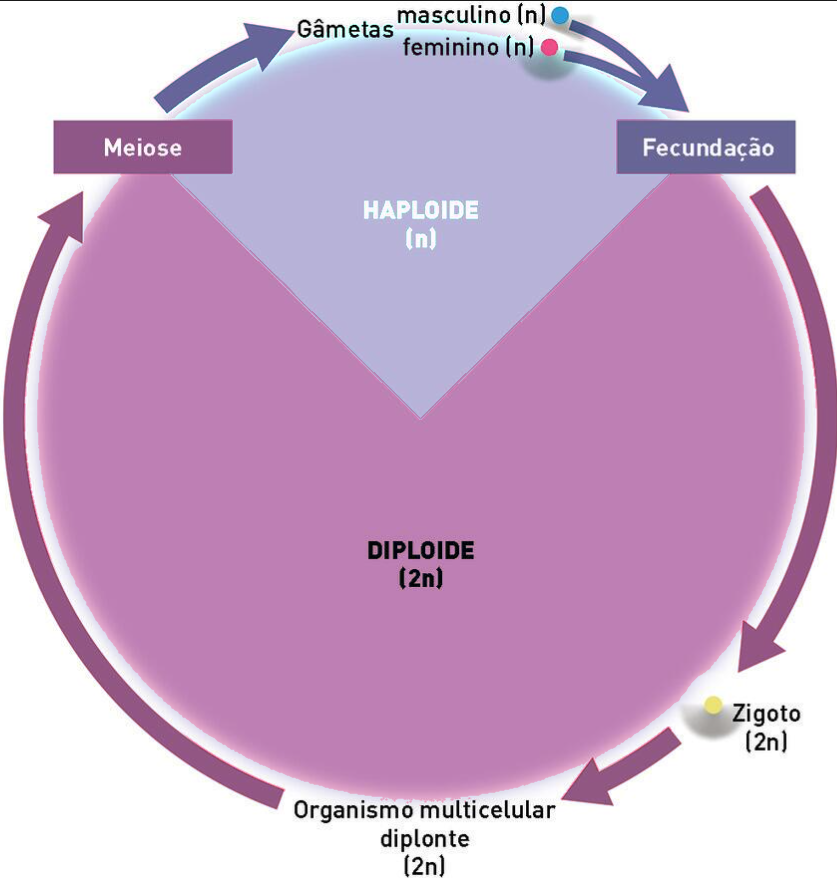 Gâmetas
masculino (n)
feminino (n)
Meiose
Fecundação
HAPLOIDE
(n)
DIPLOIDE
(2n)
Zigoto
(2n)
Organismo multicelular
diplonte
(2n)